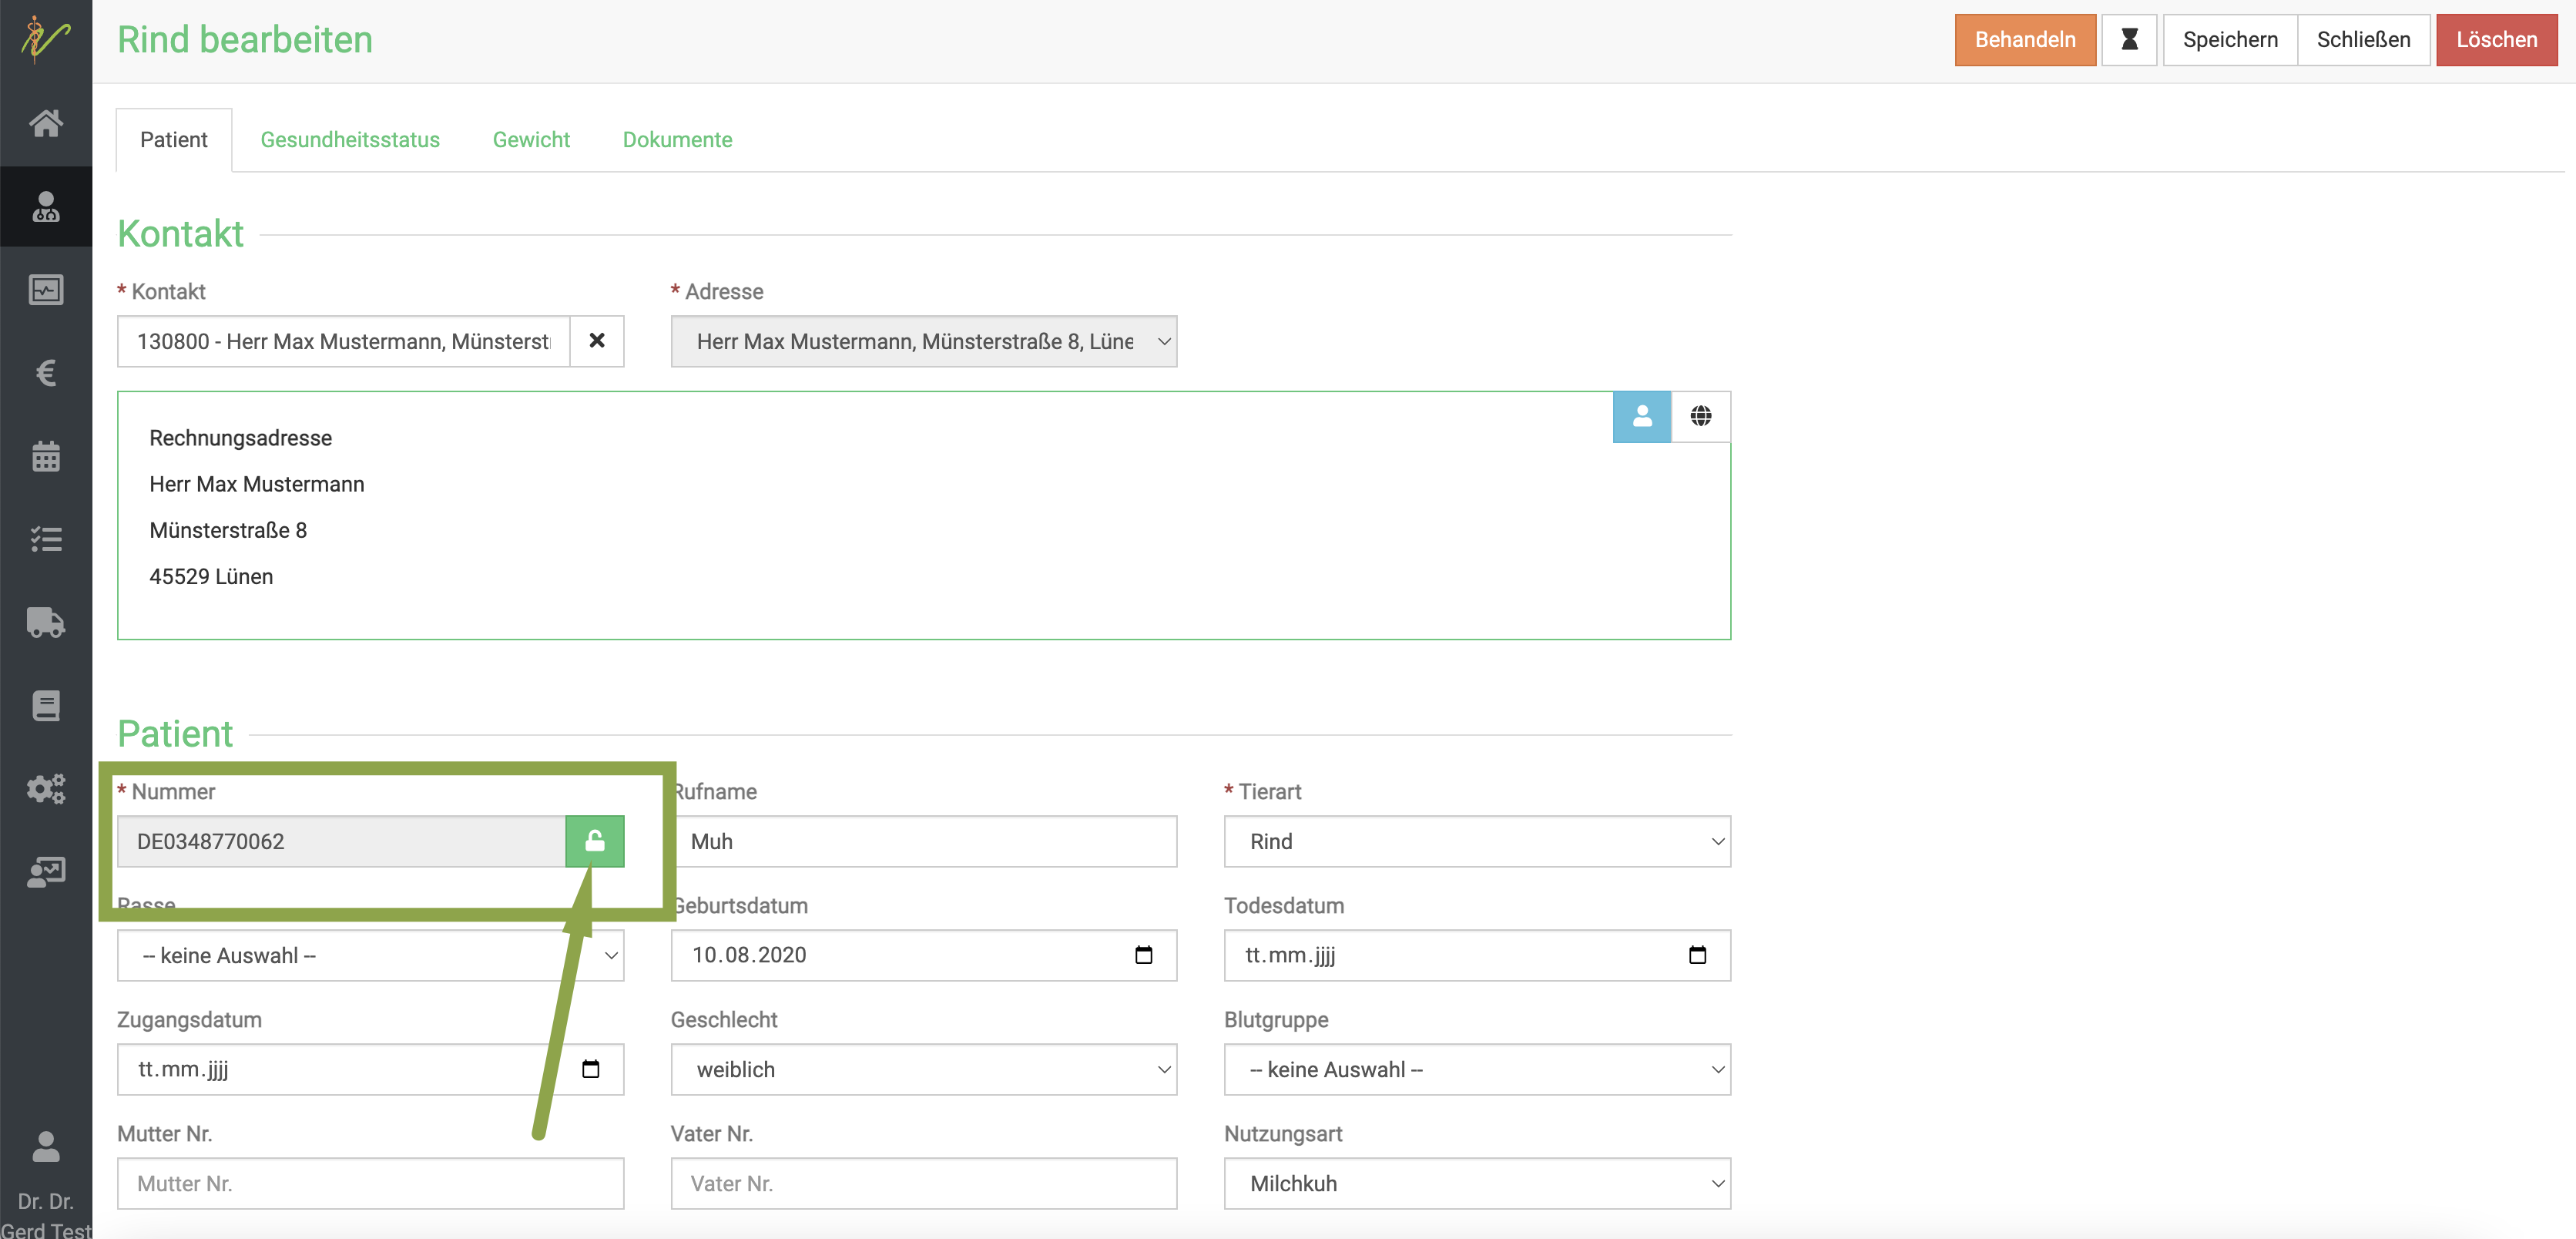 Rind bearbeiten
Behandeln
Speichern
Schließen
Löschen
Patient
Gesundheitsstatus
Gewicht
Dokumente
Kontakt
* Kontakt
* Adresse
130800 - Herr Max Mustermann, Münsterst
Herr Max Mustermann, Münsterstraße 8, Lüne
Rechnungsadresse
Herr Max Mustermann
Münsterstraße 8
45529 Lünen
Patient
* Nummer
Rufname
* Tierart
DE0348770062
Muh
Rind
Rasse
Geburtsdatum
Todesdatum
-- keine Auswahl --
10.08.2020
tt.mm.jjjj
Zugangsdatum
Geschlecht
Blutgruppe
tt.mm.jjjj
weiblich
-- keine Auswahl --
Mutter Nr.
Vater Nr.
Nutzungsart
Mutter Nr.
Vater Nr.
Milchkuh
Dr. Dr.
Gerd Test